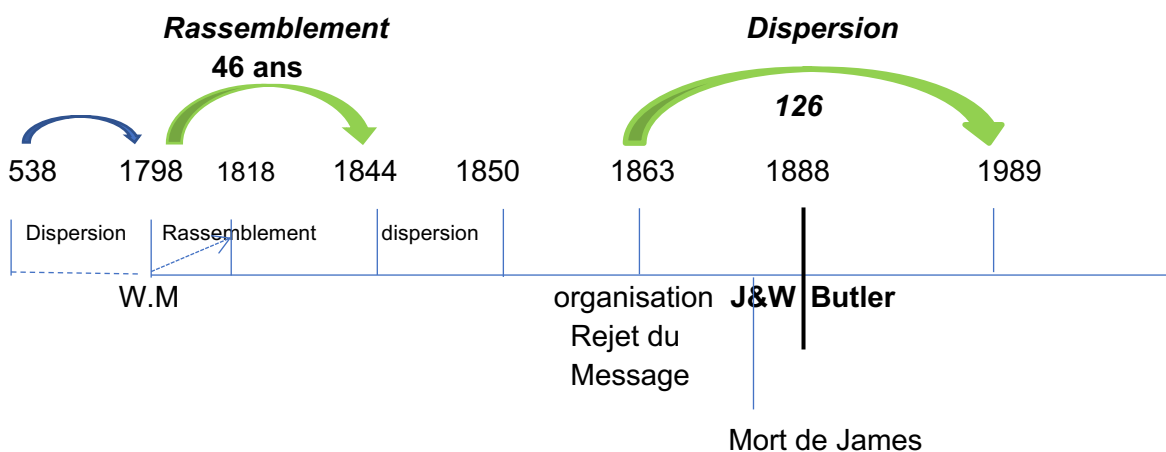 Rassemblement
Dispersion
46 ans
126
538 1798 1818 1844 1850 1863 1888 1989
Dispersion Rassemblement dispersion
W.M organisation J&W Butler
Rejet du
Message
Mort de James